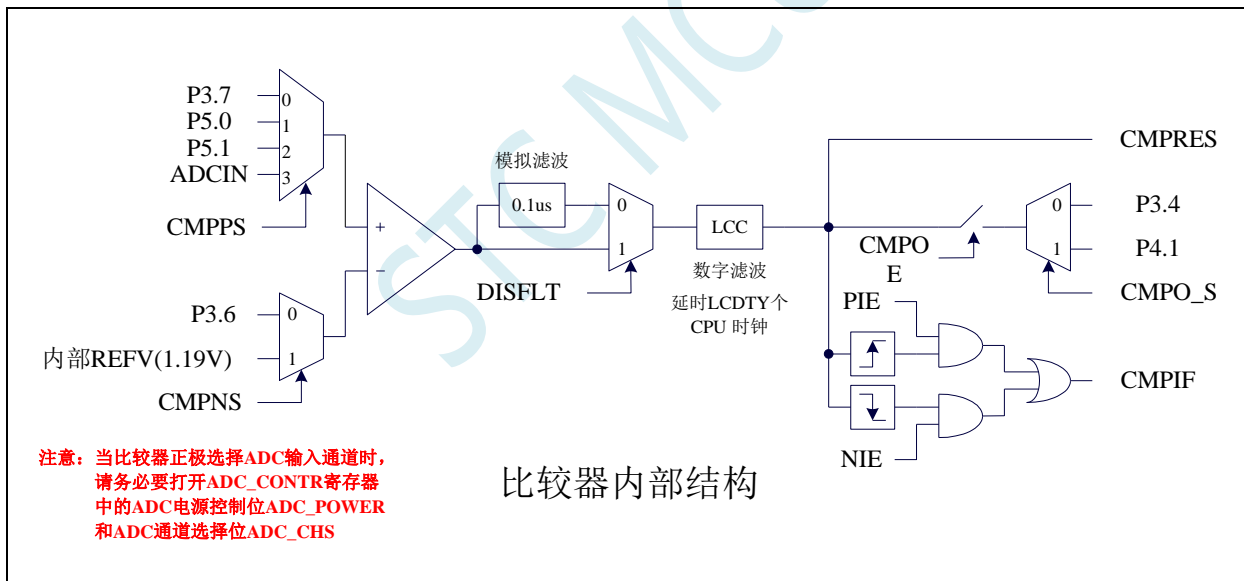 STC MCU
P3.7
P5.0
P5.1
ADCIN
0
1
2
3
CMPPS
+
−
P3.6
内部REFV(1.19V)
0
1
CMPNS
模拟滤波
0.1us
0
1
DISFLT
LCC
数字滤波
延时LCDTY个
CPU 时钟
CMPRES
CMPO
E
0
1
P3.4
P4.1
CMPO_S
PIE
NIE
CMPIF
注意：当比较器正极选择ADC输入通道时，
请务必要打开ADC_CONTR寄存器
中的ADC电源控制位ADC_POWER
和ADC通道选择位ADC_CHS
比较器内部结构